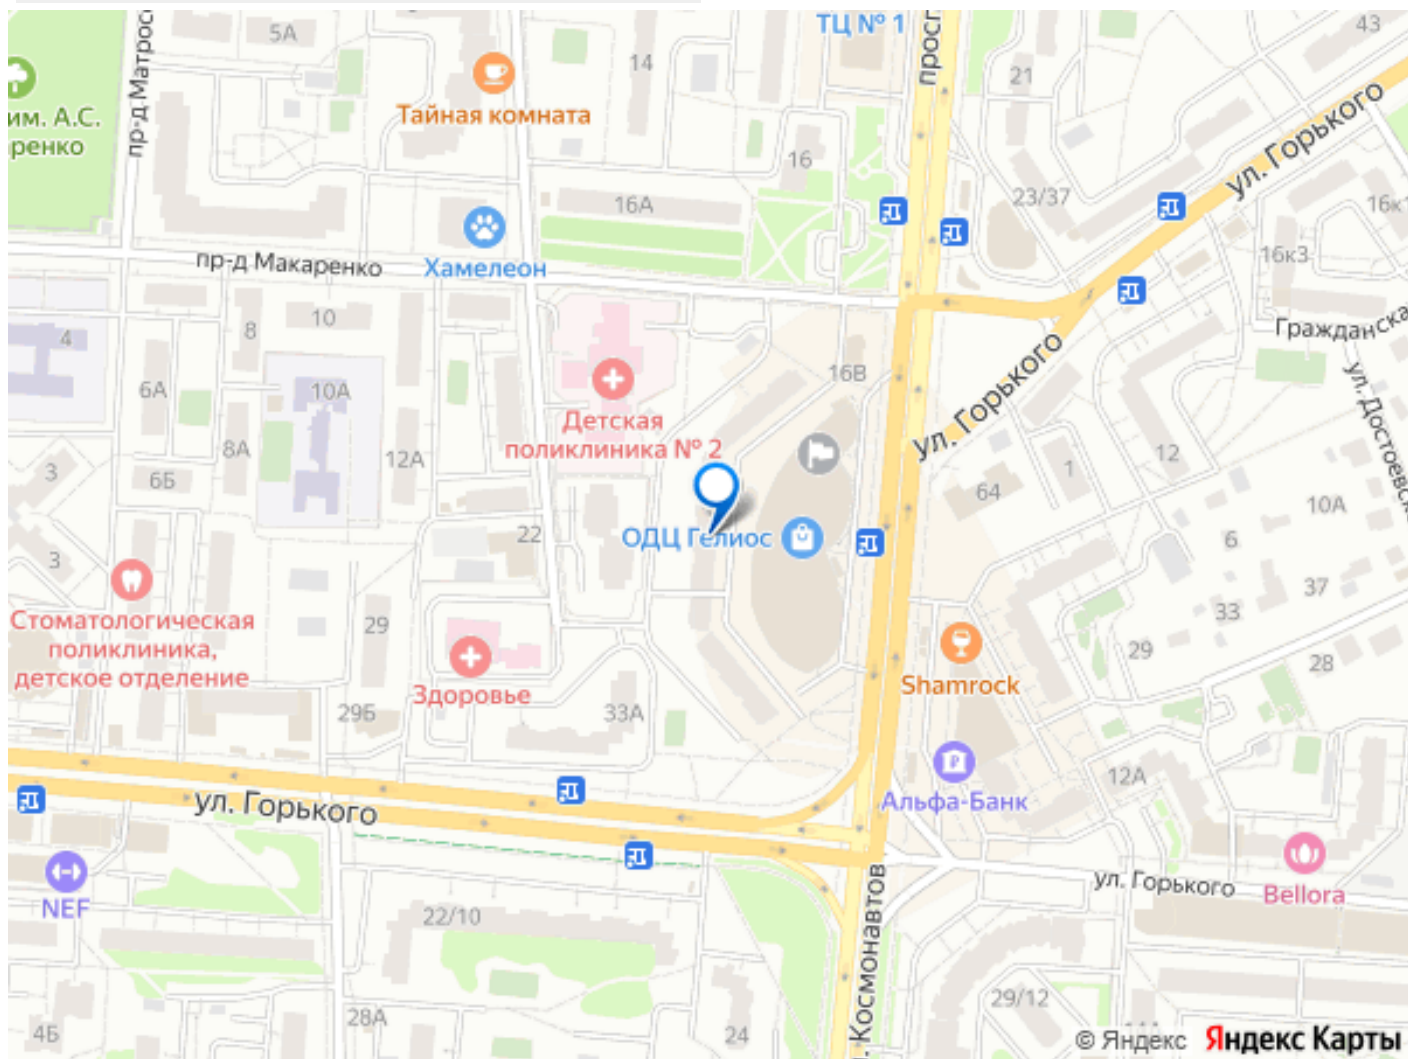 5А
ТЦ № 1
43
14
21
просп
пр-д Матрос
Тайная комната
ул. Горького
им. А.С.
ренко
16
16А
23/37
16к1
пр-д Макаренко
Хамелеон
16к3
10
8
4
Гражданская
6А
10А
16В
ул. Достоевск
Детская
поликлиника № 2
ул. Горького
8А
12А
12
1
3
6Б
64
10А
22
ОДЦ Гелиос
6
3
37
Стоматологическая
поликлиника,
детское отделение
29
33
29
28
Здоровье
Shamrock
29Б
33А
12А
Альфа-Банк
ул. Горького
ул. Горького
NEF
Bellora
22/10
. Космонавтов
29/12
4Б
28А
24
© Яндекс Яндекс Карты